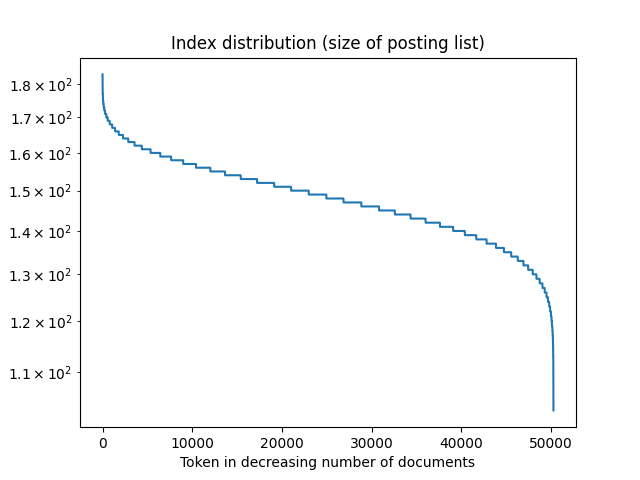 Index distribution (size of posting list)
1.8 × 10²
1.7 × 10²
1.6 × 10²
1.5 × 10²
1.4 × 10²
1.3 × 10²
1.2 × 10²
1.1 × 10²
0 10000 20000 30000 40000 50000
Token in decreasing number of documents